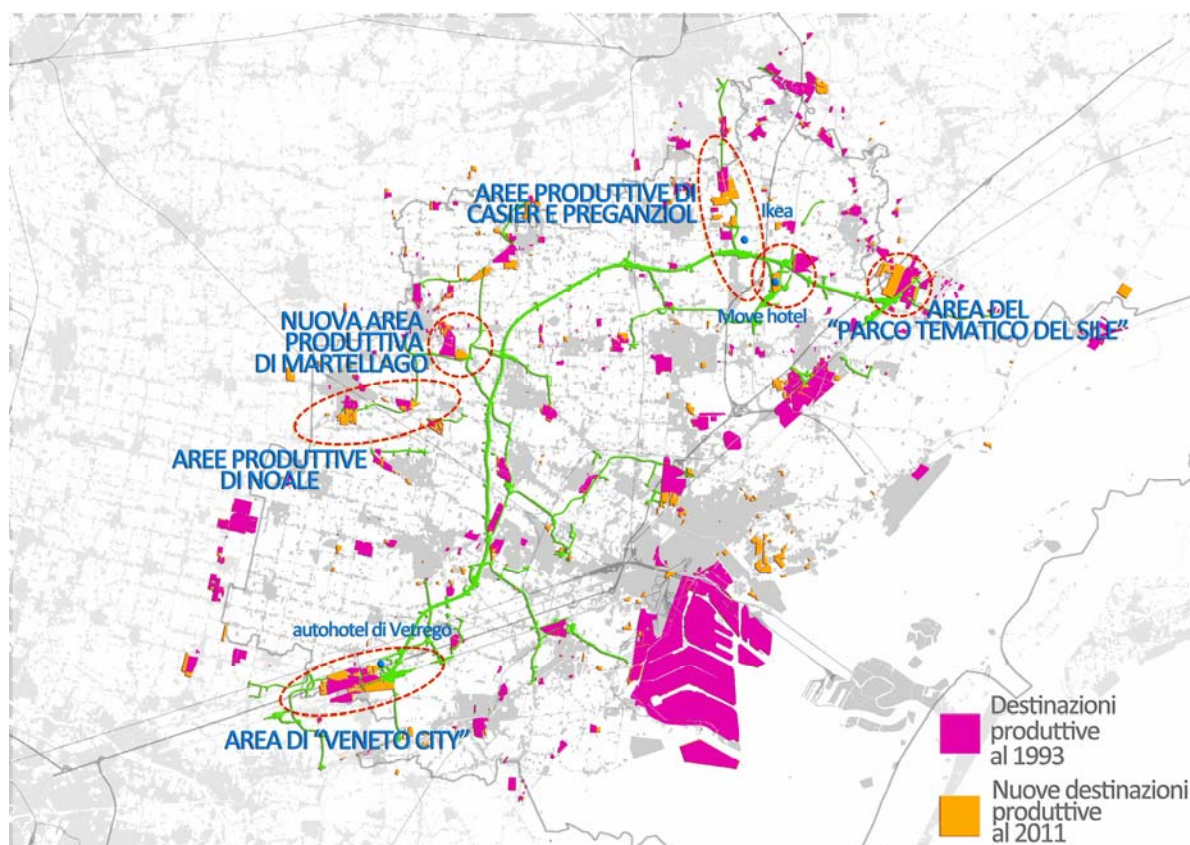 AREE PRODUTTIVE DI
CASIER E PREGANZIOL
Ikea
Move hotel
AREA DEL
“PARCO TEMATICO DEL SILE”
NUOVA AREA
PRODUTTIVA
DI MARTELLAGO
AREE PRODUTTIVE
DI NOALE
autohotel di Vetrego
AREA DI “VENETO CITY”
Destinazioni
produttive
al 1993
Nuove destinazioni
produttive
al 2011